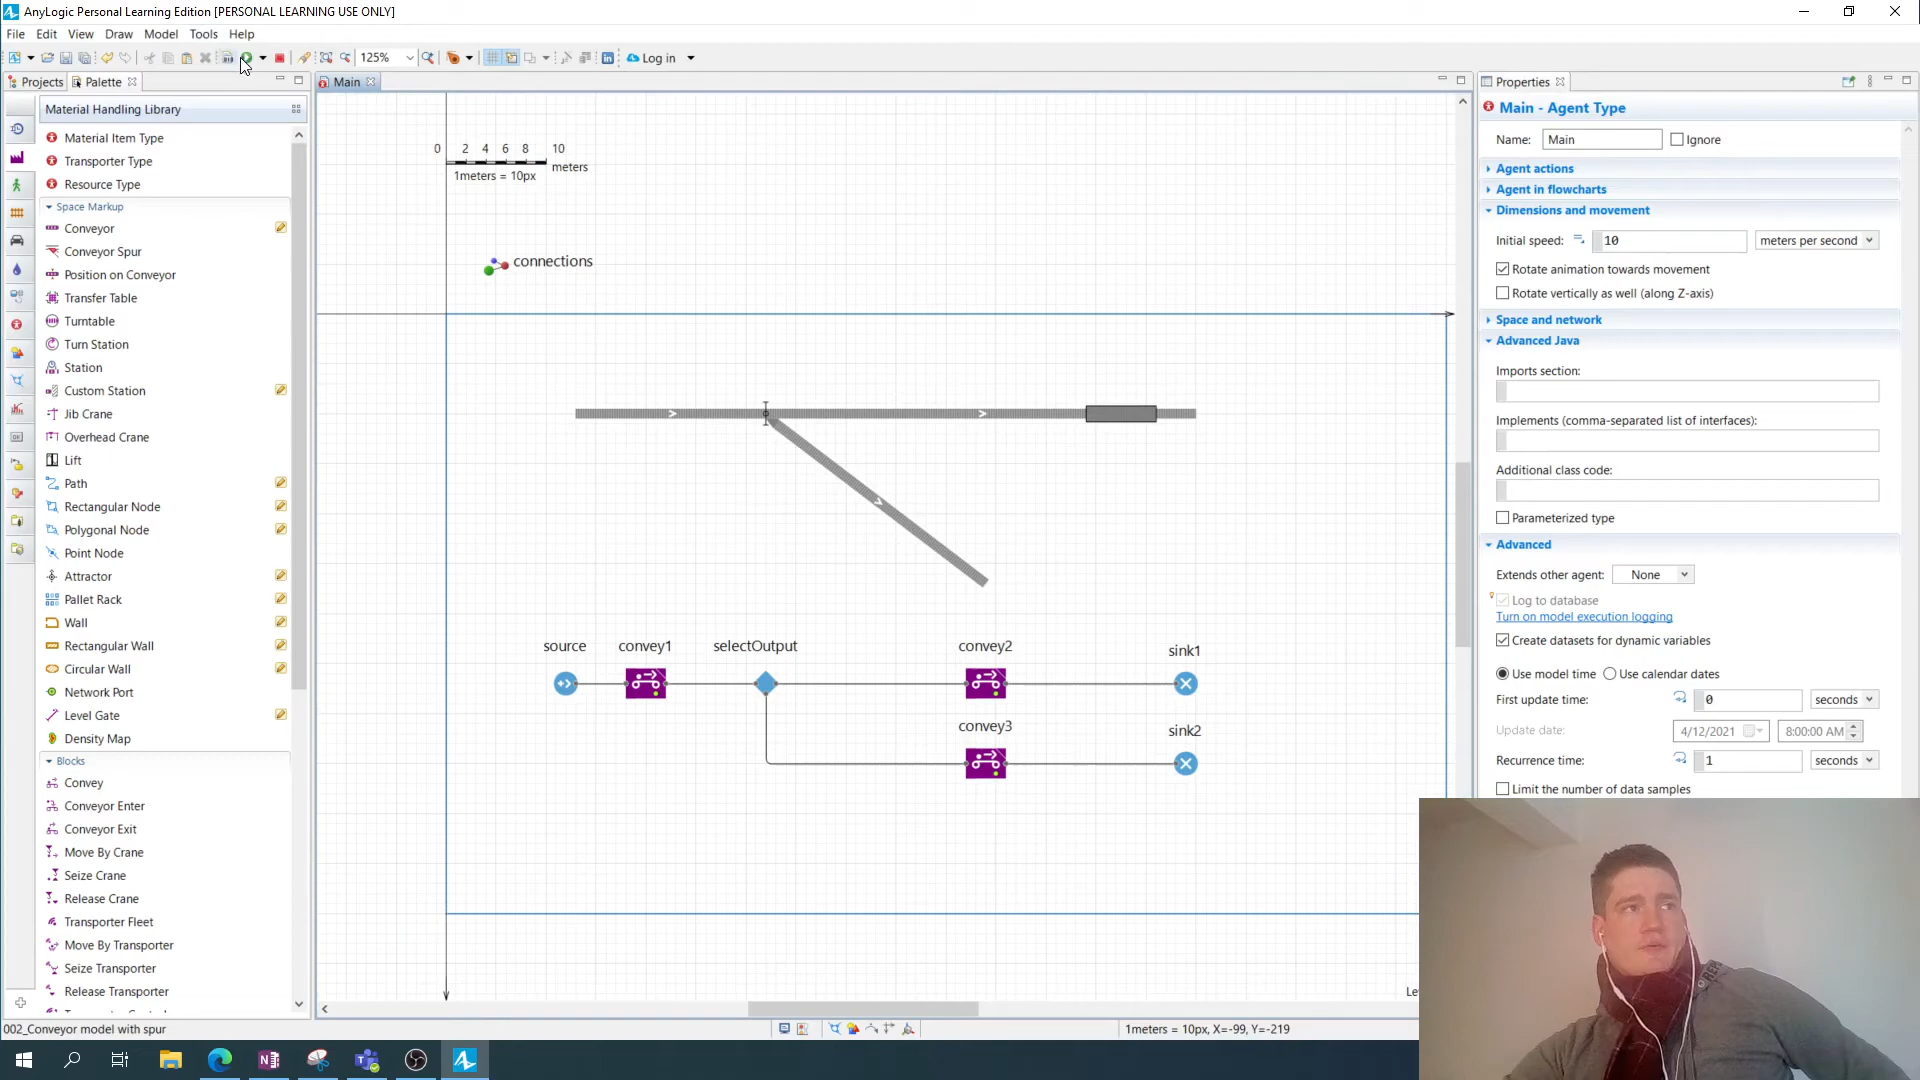 AnyLogic Personal Learning Edition [PERSONAL LEARNING USE ONLY]
File Edit View Draw Model Tools Help
125%
Log in
Projects Palette
Main
Properties
Material Handling Library
Material Item Type
Transporter Type
Resource Type
Space Markup
Conveyor
Conveyor Spur
Position on Conveyor
Transfer Table
Turntable
Turn Station
Station
Custom Station
Jib Crane
Overhead Crane
Lift
Path
Rectangular Node
Polygonal Node
Point Node
Attractor
Pallet Rack
Wall
Rectangular Wall
Circular Wall
Network Port
Level Gate
Density Map
Blocks
Convey
Conveyor Enter
Conveyor Exit
Move By Crane
Seize Crane
Release Crane
Transporter Fleet
Move By Transporter
Seize Transporter
Release Transporter
0 2 4 6 8 10
meters
1meters = 10px
connections
source convey1 selectOutput convey2 sink1
convey3 sink2
Main - Agent Type
Name: Main Ignore
Agent actions
Agent in flowcharts
Dimensions and movement
Initial speed: 10 meters per second
Rotate animation towards movement
Rotate vertically as well (along Z-axis)
Space and network
Advanced Java
Imports section:
Implements (comma-separated list of interfaces):
Additional class code:
Parameterized type
Advanced
Extends other agent: None
Log to database
Turn on model execution logging
Create datasets for dynamic variables
Use model time Use calendar dates
First update time: 0 seconds
Update date: 4/12/2021 8:00:00 AM
Recurrence time: 1 seconds
Limit the number of data samples
002_Conveyor model with spur
1meters = 10px, X=-99, Y=-219